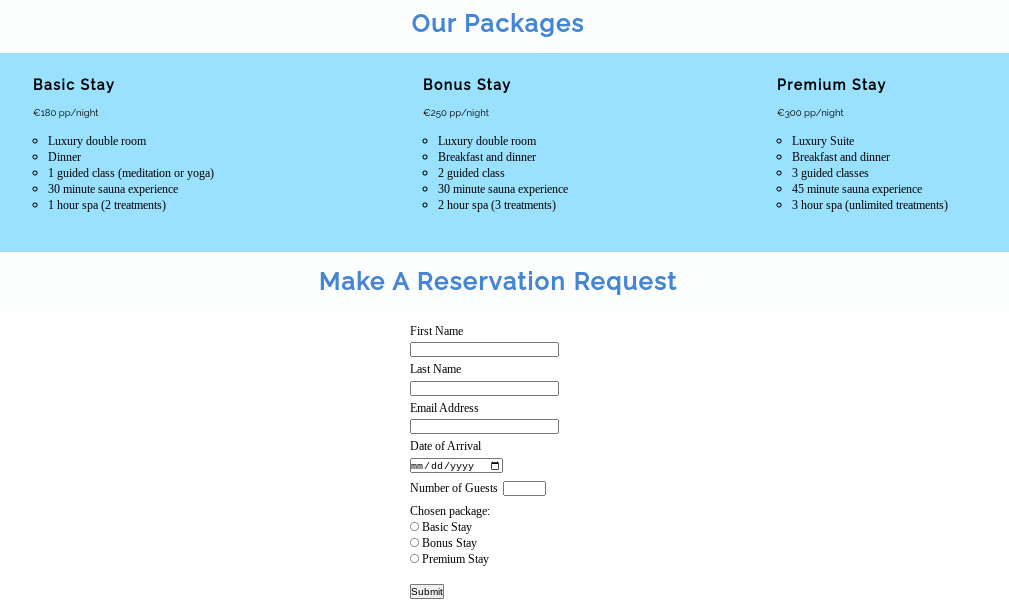 Our Packages
Basic Stay
€180 pp/night
Luxury double room
Dinner
1 guided class (meditation or yoga)
30 minute sauna experience
1 hour spa (2 treatments)
Bonus Stay
€250 pp/night
Luxury double room
Breakfast and dinner
2 guided class
30 minute sauna experience
2 hour spa (3 treatments)
Premium Stay
€300 pp/night
Luxury Suite
Breakfast and dinner
3 guided classes
45 minute sauna experience
3 hour spa (unlimited treatments)
Make A Reservation Request
First Name
Last Name
Email Address
Date of Arrival
mm/dd/yyyy
Number of Guests
Chosen package:
Basic Stay
Bonus Stay
Premium Stay
Submit